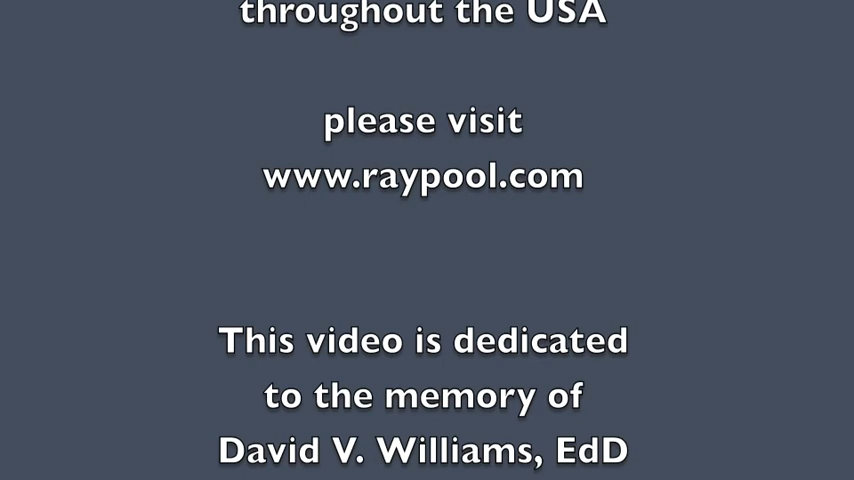 throughout the USA
please visit
www.raypool.com
This video is dedicated
to the memory of
David V. Williams, EdD